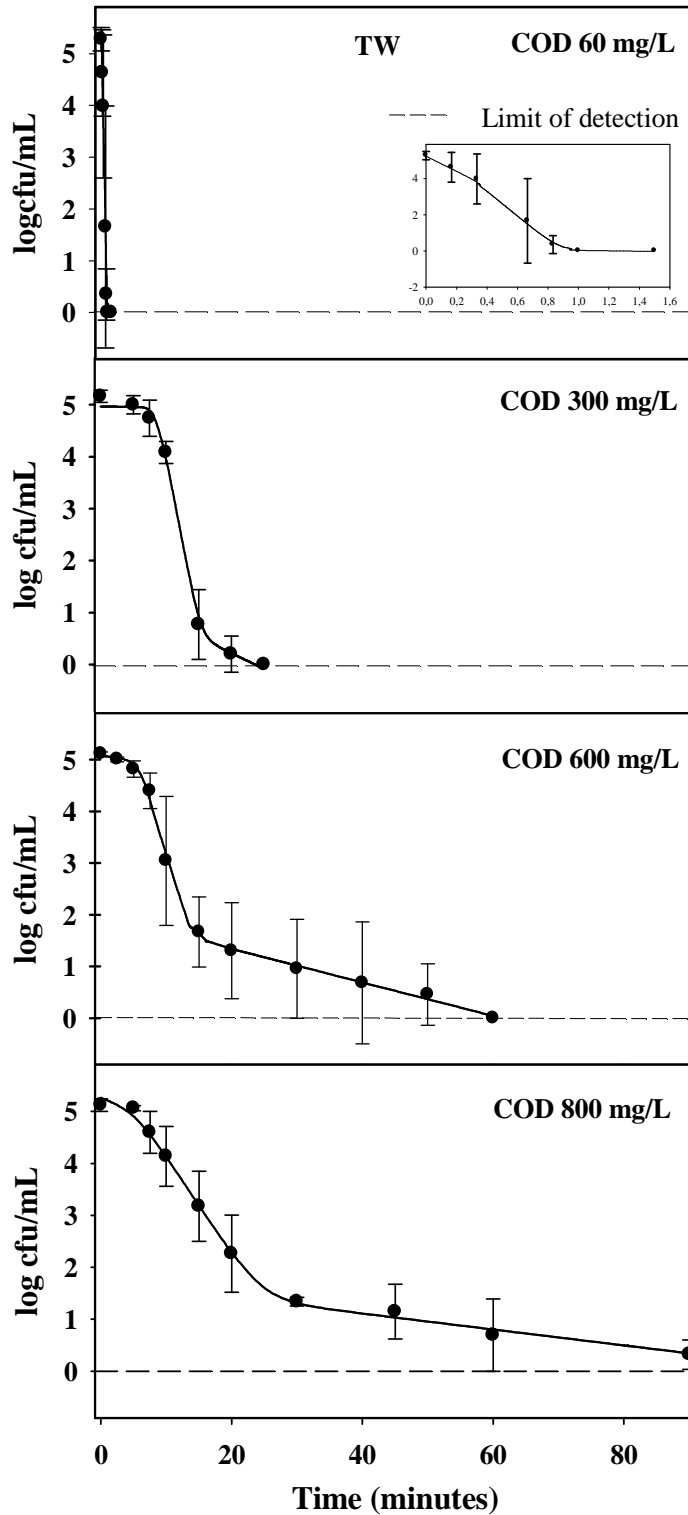 TW COD 60 mg/L
Limit of detection
logcfu/mL
5
4
3
2
1
0
4
2
0
-2
0,0 0,2 0,4 0,6 0,8 1,0 1,2 1,4 1,6
COD 300 mg/L
log cfu/mL
5
4
3
2
1
0
COD 600 mg/L
log cfu/mL
5
4
3
2
1
0
COD 800 mg/L
log cfu/mL
5
4
3
2
1
0
0 20 40 60 80
Time (minutes)